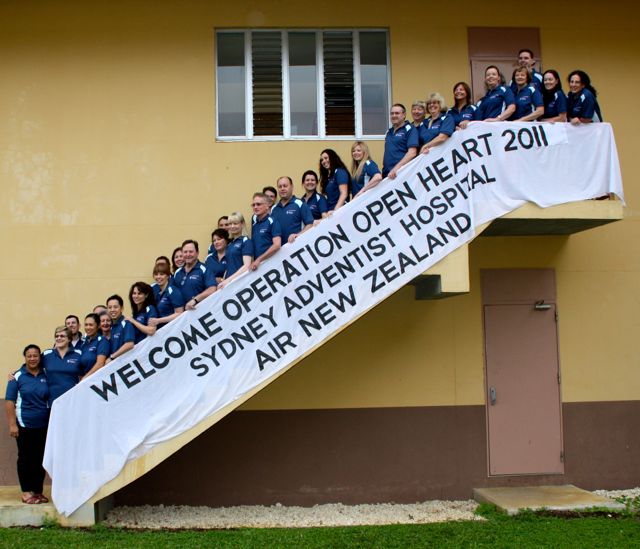 WELCOME OPERATION OPEN HEART 2011
SYDNEY ADVENTIST HOSPITAL
AIR NEW ZEALAND